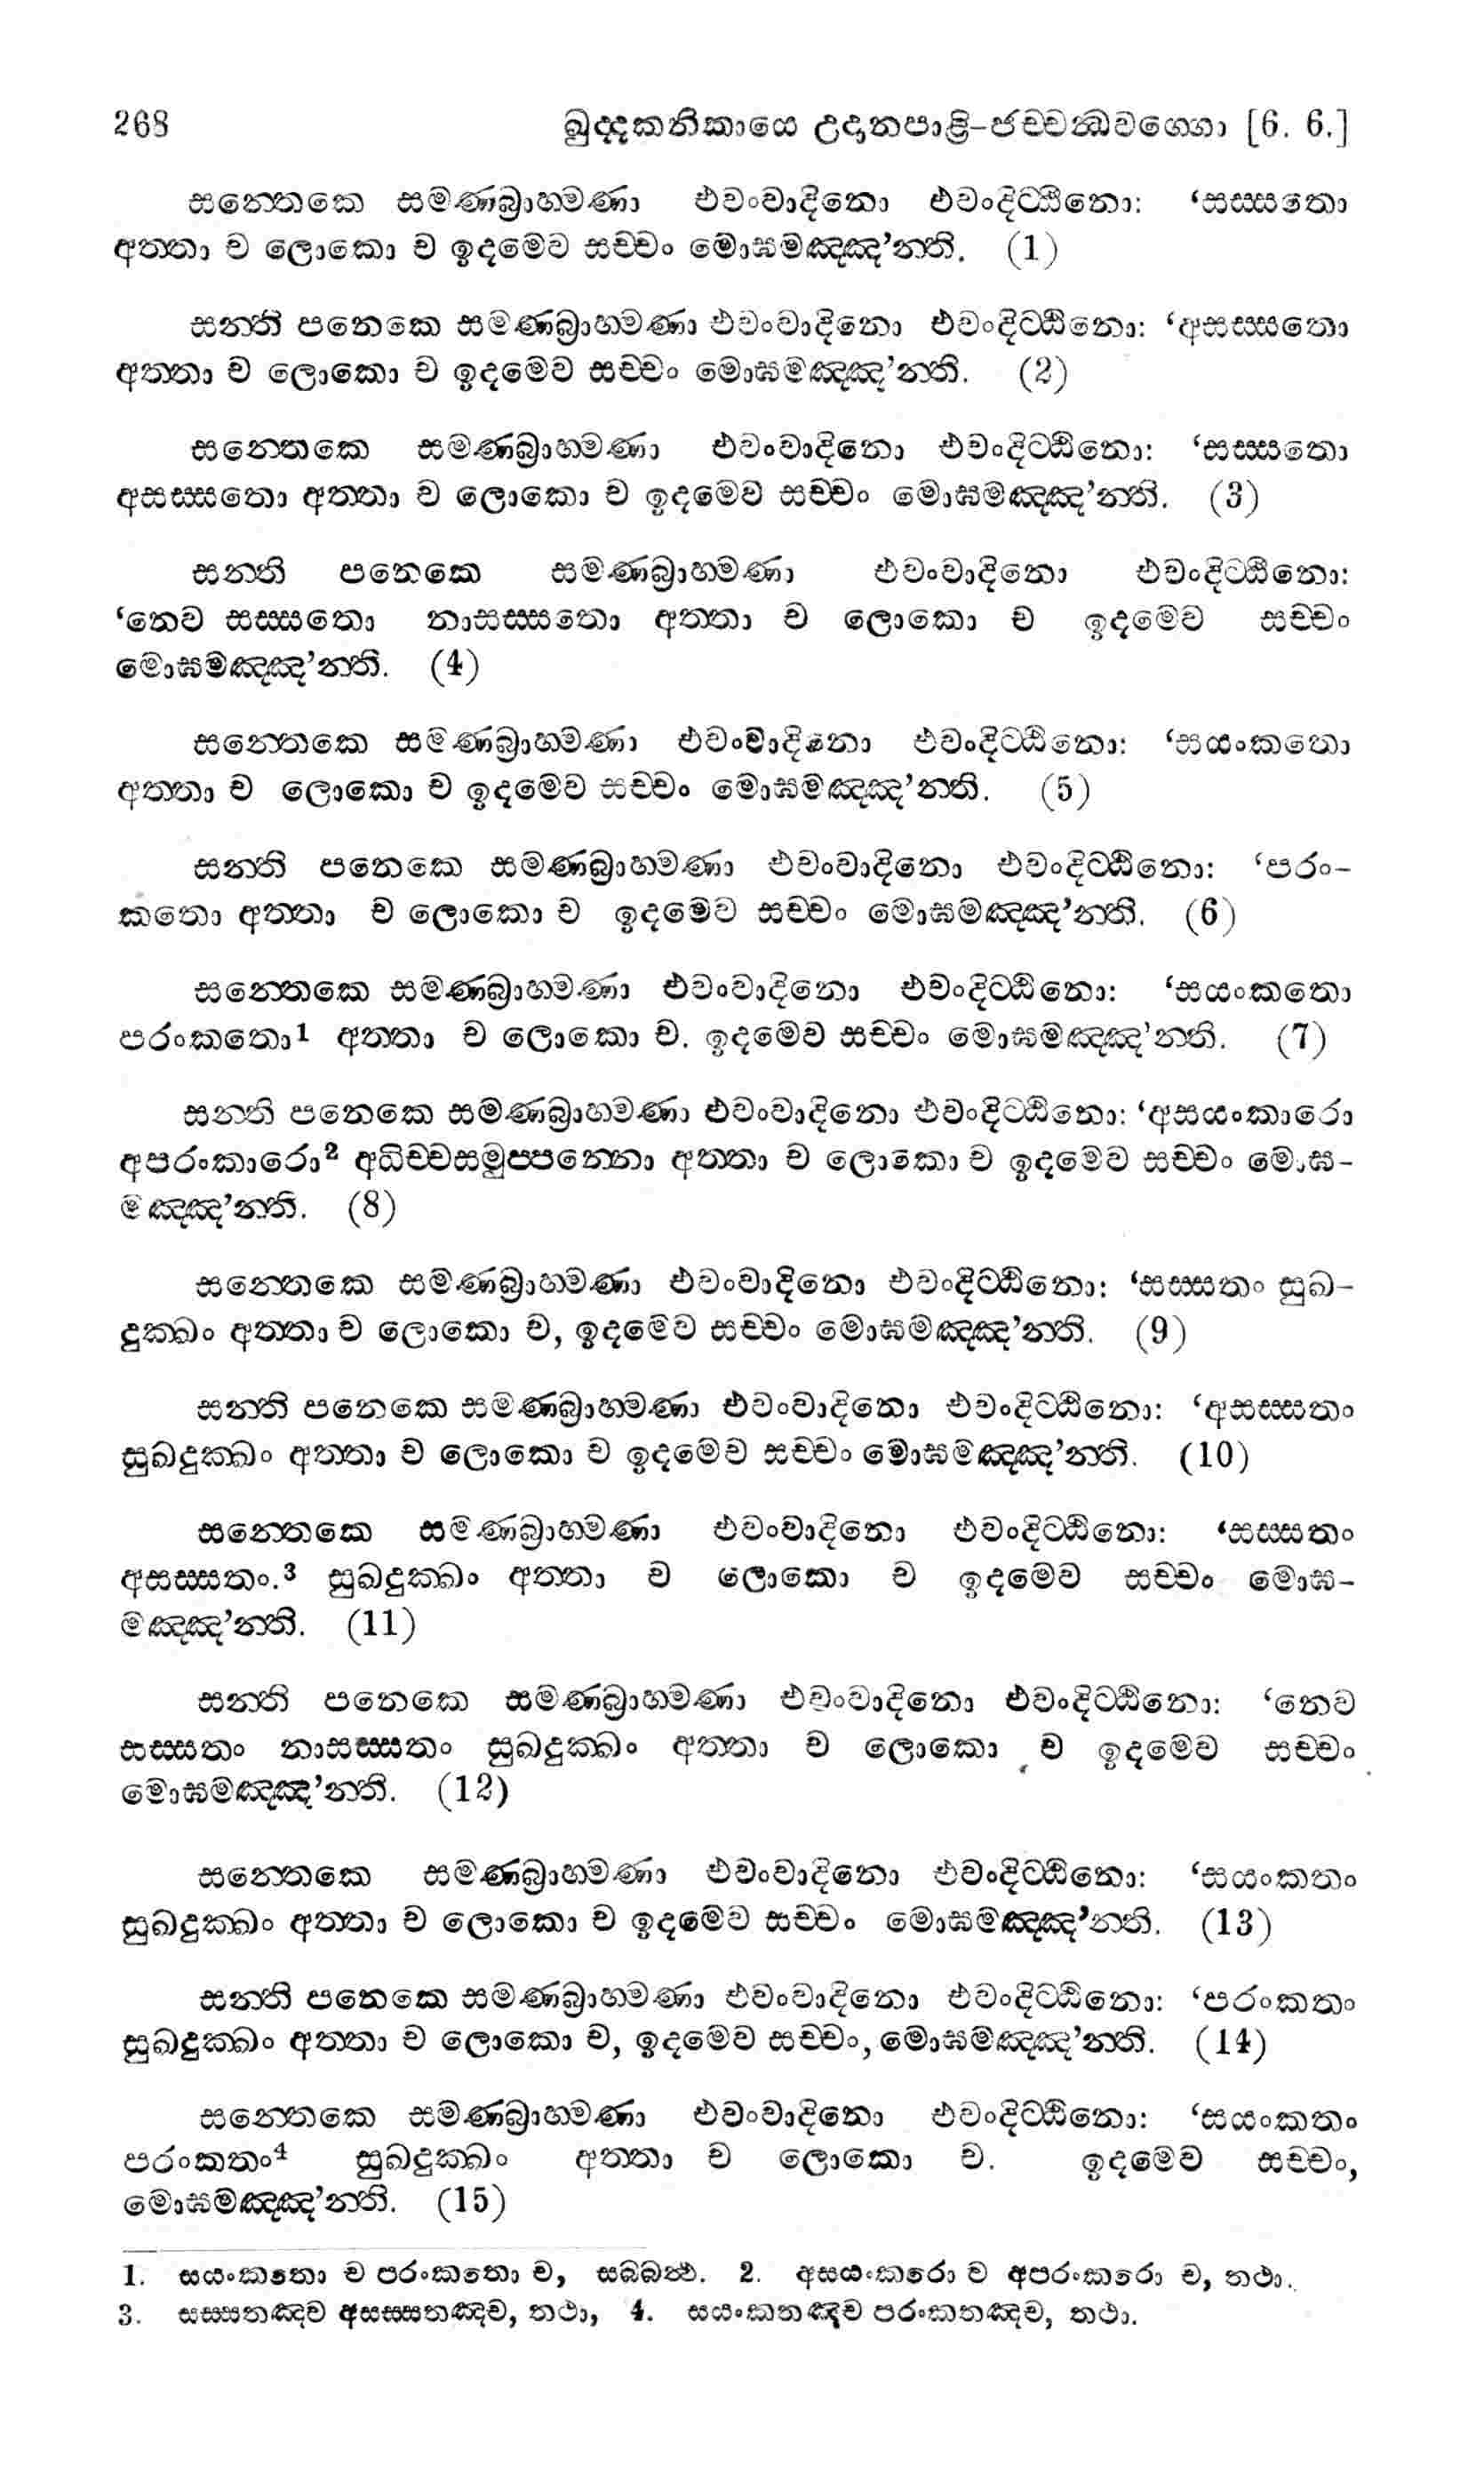 268 ඛුද්දකනිකායෙ උදානපාළි-ජච්චන්ධවග්ගො [6. 6.]
සන්තෙකෙ සමණබ්‍රාහ්මණා එවංවාදිනො එවංදිට්ඨිනො: ‘සස්සතො
අත්තා ච ලොකො ච ඉදමෙව සච්චං මොඝමඤ්ඤ’න්ති. (1)
සන්ති පනෙකෙ සමණබ්‍රාහ්මණා එවංවාදිනො එවංදිට්ඨිනො: ‘අසස්සතො
අත්තා ච ලොකො ච ඉදමෙව සච්චං මොඝමඤ්ඤ’න්ති. (2)
සන්තෙකෙ සමණබ්‍රාහ්මණා එවංවාදිනො එවංදිට්ඨිනො: ‘සස්සතො
අසස්සතො අත්තා ච ලොකො ච ඉදමෙව සච්චං මොඝමඤ්ඤ’න්ති. (3)
සන්ති පනෙකෙ සමණබ්‍රාහ්මණා එවංවාදිනො එවංදිට්ඨිනො:
‘නෙව සස්සතො නාසස්සතො අත්තා ච ලොකො ච ඉදමෙව සච්චං
මොඝමඤ්ඤ’න්ති. (4)
සන්තෙකෙ සමණබ්‍රාහ්මණා එවංවාදිනො එවංදිට්ඨිනො: ‘සයංකතො
අත්තා ච ලොකො ච ඉදමෙව සච්චං මොඝමඤ්ඤ’න්ති. (5)
සන්ති පනෙකෙ සමණබ්‍රාහ්මණා එවංවාදිනො එවංදිට්ඨිනො: ‘පරං-
කතො අත්තා ච ලොකො ච ඉදමෙව සච්චං මොඝමඤ්ඤ’න්ති. (6)
සන්තෙකෙ සමණබ්‍රාහ්මණා එවංවාදිනො එවංදිට්ඨිනො: ‘සයංකතො
පරංකතො1 අත්තා ච ලොකො ච. ඉදමෙව සච්චං මොඝමඤ්ඤ’න්ති. (7)
සන්ති පනෙකෙ සමණබ්‍රාහ්මණා එවංවාදිනො එවංදිට්ඨිනො: ‘අසයංකාරො
අපරංකාරො2 අධිච්චසමුප්පන්නො අත්තා ච ලොකො ච ඉදමෙව සච්චං මොඝ-
මඤ්ඤ’න්ති. (8)
සන්තෙකෙ සමණබ්‍රාහ්මණා එවංවාදිනො එවංදිට්ඨිනො: ‘සස්සතං සුඛ-
දුක්ඛං අත්තා ච ලොකො ච, ඉදමෙව සච්චං මොඝමඤ්ඤ’න්ති. (9)
සන්ති පනෙකෙ සමණබ්‍රාහ්මණා එවංවාදිනො එවංදිට්ඨිනො: ‘අසස්සතං
සුඛදුක්ඛං අත්තා ච ලොකො ච ඉදමෙව සච්චං මොඝමඤ්ඤ’න්ති. (10)
සන්තෙකෙ සමණබ්‍රාහ්මණා එවංවාදිනො එවංදිට්ඨිනො: ‘සස්සතං
අසස්සතං.3 සුඛදුක්ඛං අත්තා ච ලොකො ච ඉදමෙව සච්චං මොඝ-
මඤ්ඤ’න්ති. (11)
සන්ති පනෙකෙ සමණබ්‍රාහ්මණා එවංවාදිනො එවංදිට්ඨිනො: ‘නෙව
සස්සතං නාසස්සතං සුඛදුක්ඛං අත්තා ච ලොකො ච ඉදමෙව සච්චං
මොඝමඤ්ඤ’න්ති. (12)
සන්තෙකෙ සමණබ්‍රාහ්මණා එවංවාදිනො එවංදිට්ඨිනො: ‘සයංකතං
සුඛදුක්ඛං අත්තා ච ලොකො ච ඉදමෙව සච්චං මොඝමඤ්ඤ’න්ති. (13)
සන්ති පනෙකෙ සමණබ්‍රාහ්මණා එවංවාදිනො එවංදිට්ඨිනො: ‘පරංකතං
සුඛදුක්ඛං අත්තා ච ලොකො ච, ඉදමෙව සච්චං, මොඝමඤ්ඤ’න්ති. (14)
සන්තෙකෙ සමණබ්‍රාහ්මණා එවංවාදිනො එවංදිට්ඨිනො: ‘සයංකතං
පරංකතං4 සුඛදුක්ඛං අත්තා ච ලොකො ච. ඉදමෙව සච්චං,
මොඝමඤ්ඤ’න්ති. (15)
1. සයංකතො ච පරංකතො ච, සබ්බත්ථ. 2. අසයංකරො ච අපරංකරො ච, තථා.
3. සස්සතඤ්ච අසස්සතඤ්ච, තථා, 4. සයංකතඤ්ච පරංකතඤ්ච, තථා.